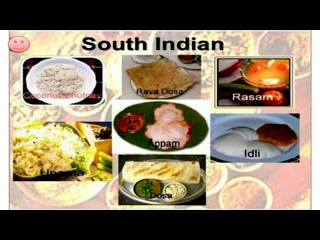 South Indian
Coconut Chutney
Rava Dosa
Rasam
Appam
Idli
Dosa